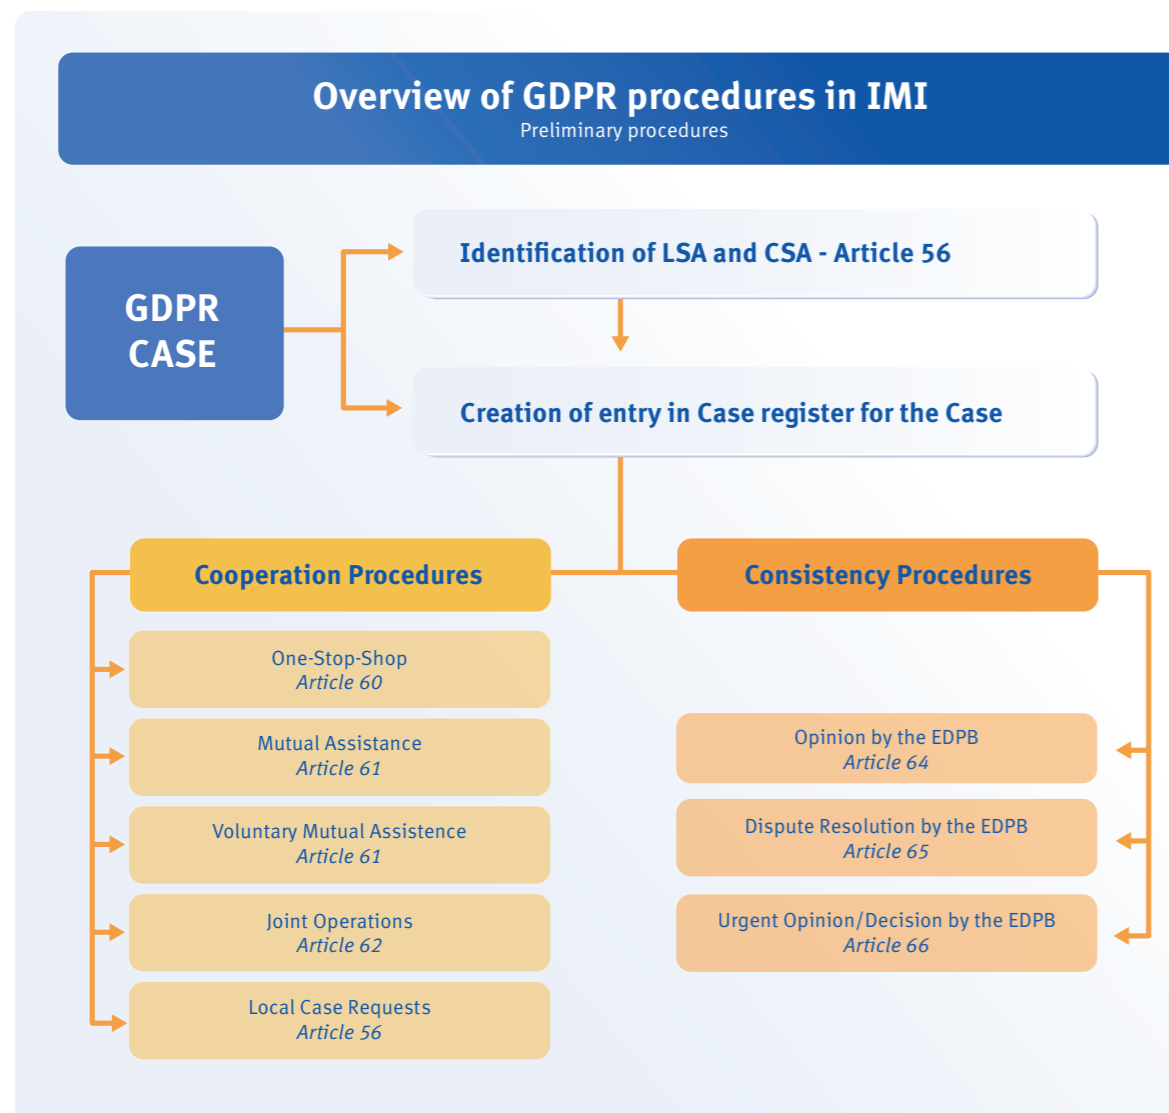 Overview of GDPR procedures in IMI
Preliminary procedures
GDPR
CASE
Identification of LSA and CSA - Article 56
Creation of entry in Case register for the Case
Cooperation Procedures
One-Stop-Shop
Article 60
Mutual Assistance
Article 61
Voluntary Mutual Assistence
Article 61
Joint Operations
Article 62
Local Case Requests
Article 56
Consistency Procedures
Opinion by the EDPB
Article 64
Dispute Resolution by the EDPB
Article 65
Urgent Opinion/Decision by the EDPB
Article 66